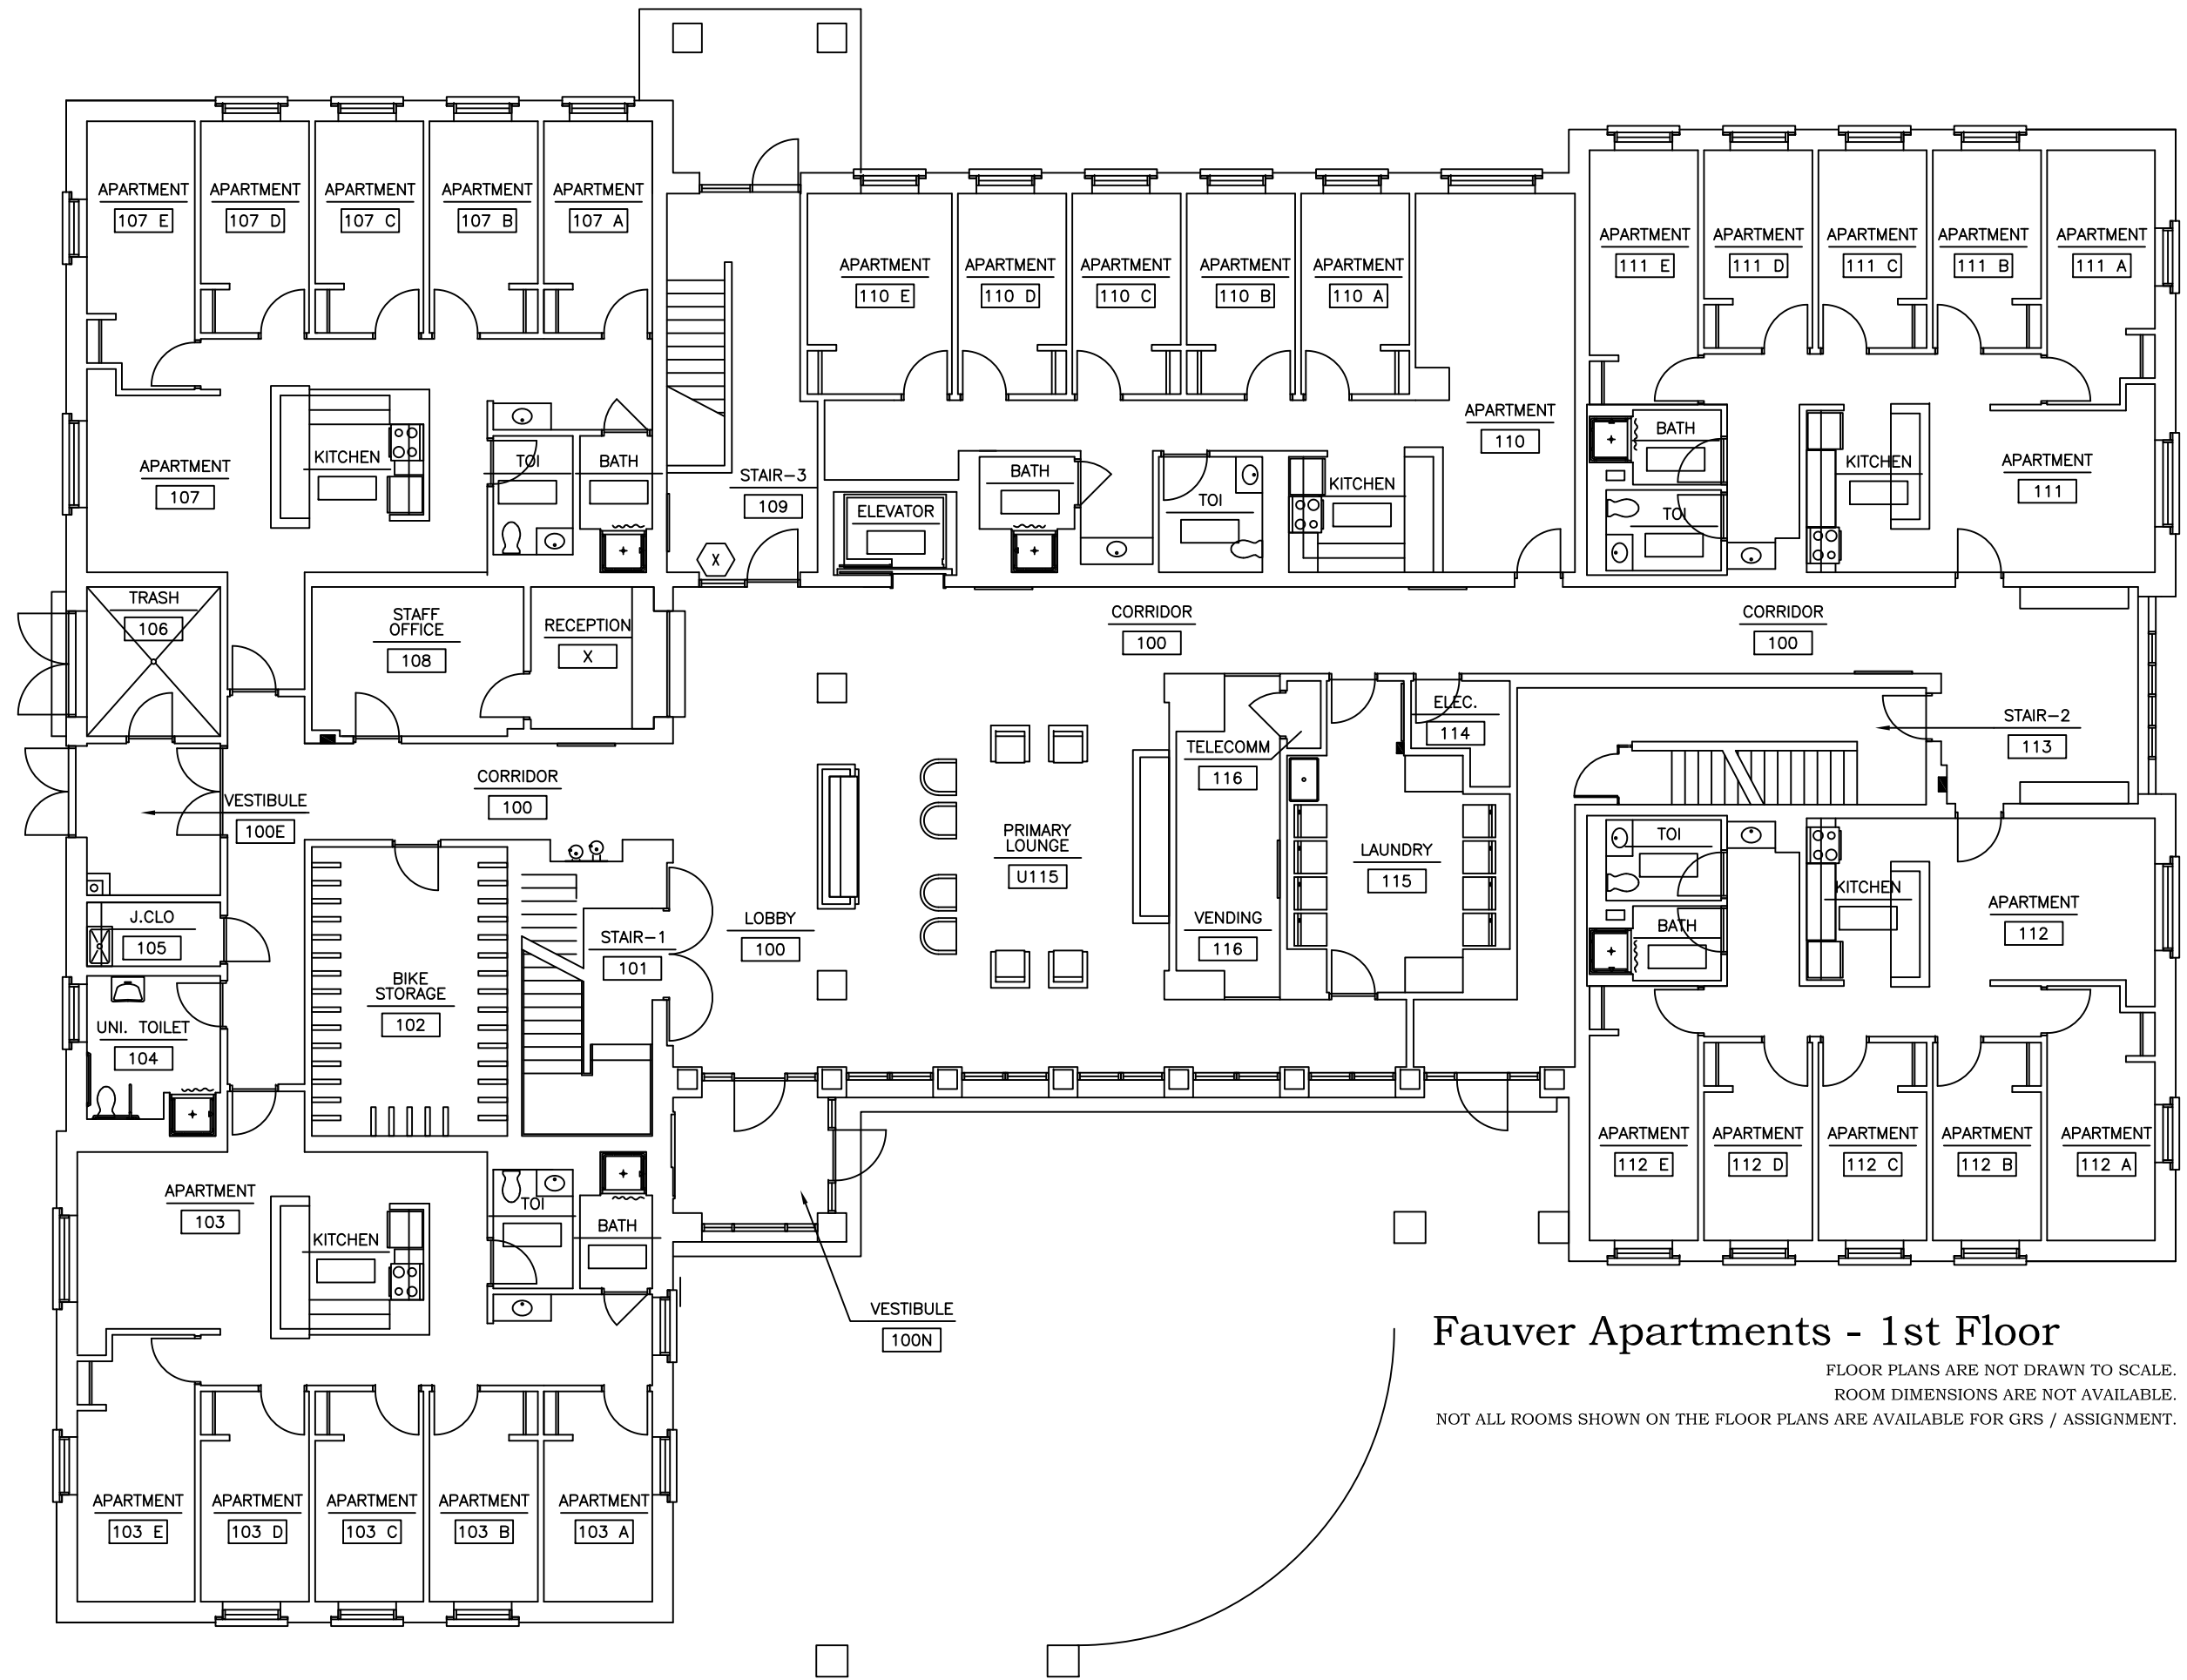 APARTMENT
107 E
APARTMENT
107 D
APARTMENT
107 C
APARTMENT
107 B
APARTMENT
107 A
APARTMENT
110 E
APARTMENT
110 D
APARTMENT
110 C
APARTMENT
110 B
APARTMENT
110 A
APARTMENT
111 E
APARTMENT
111 D
APARTMENT
111 C
APARTMENT
111 B
APARTMENT
111 A
APARTMENT
107
KITCHEN
TOI
BATH
STAIR-3
109
X
ELEVATOR
BATH
TOI
KITCHEN
APARTMENT
110
BATH
TOI
KITCHEN
APARTMENT
111
TRASH
106
STAFF
OFFICE
108
RECEPTION
X
CORRIDOR
100
CORRIDOR
100
VESTIBULE
100E
CORRIDOR
100
PRIMARY
LOUNGE
U115
TELECOMM
116
ELEC.
114
STAIR-2
113
J.CLO
105
BIKE
STORAGE
102
STAIR-1
101
LOBBY
100
VENDING
116
LAUNDRY
115
TOI
BATH
KITCHEN
APARTMENT
112
UNI. TOILET
104
APARTMENT
112 E
APARTMENT
112 D
APARTMENT
112 C
APARTMENT
112 B
APARTMENT
112 A
APARTMENT
103
KITCHEN
TOI
BATH
VESTIBULE
100N
APARTMENT
103 E
APARTMENT
103 D
APARTMENT
103 C
APARTMENT
103 B
APARTMENT
103 A
Fauver Apartments - 1st Floor
FLOOR PLANS ARE NOT DRAWN TO SCALE.
ROOM DIMENSIONS ARE NOT AVAILABLE.
NOT ALL ROOMS SHOWN ON THE FLOOR PLANS ARE AVAILABLE FOR GRS / ASSIGNMENT.